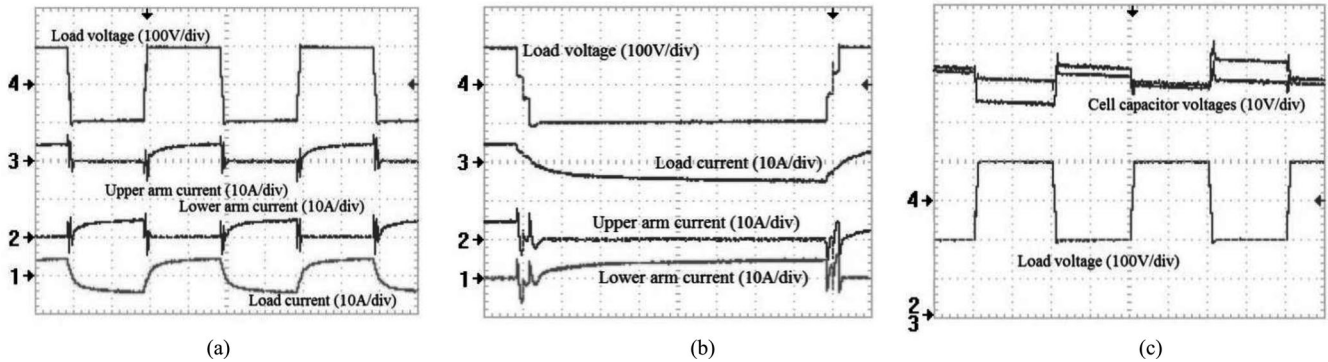 Load voltage (100V/div)
4
3
Upper arm current (10A/div)
Lower arm current (10A/div)
2
1
Load current (10A/div)
(a)
Load voltage (100V/div)
4
3
Load current (10A/div)
Upper arm current (10A/div)
2
1
Lower arm current (10A/div)
(b)
Cell capacitor voltages (10V/div)
4
Load voltage (100V/div)
2
3
(c)